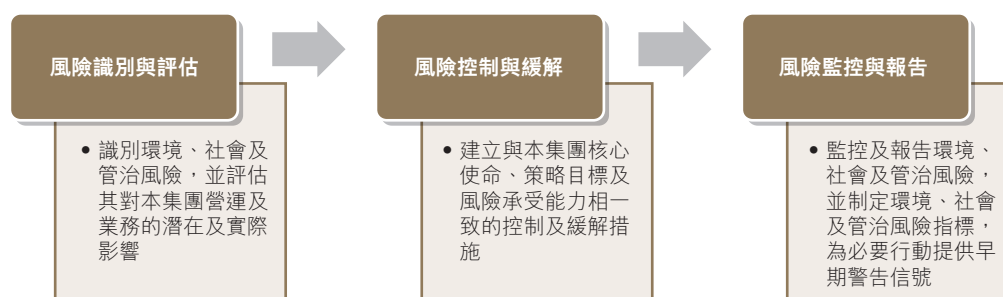 風險識別與評估
• 識別環境、社會及
管治風險，並評估
其對本集團營運及
業務的潛在及實際
影響
風險控制與緩解
• 建立與本集團核心
使命、策略目標及
風險承受能力相一
致的控制及緩解措
施
風險監控與報告
• 監控及報告環境、
社會及管治風險，
並制定環境、社會
及管治風險指標，
為必要行動提供早
期警告信號